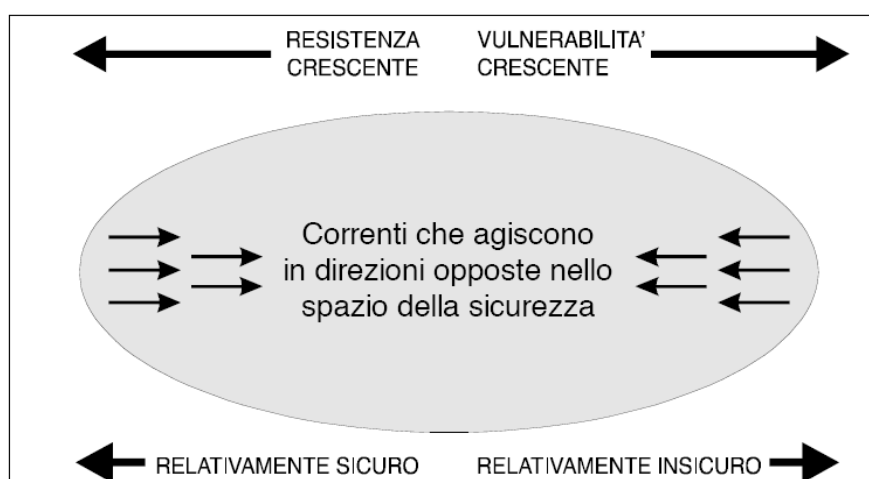 RESISTENZA
CRESCENTE
VULNERABILITA'
CRESCENTE
Correnti che agiscono
in direzioni opposte nello
spazio della sicurezza
RELATIVAMENTE SICURO
RELATIVAMENTE INSICURO